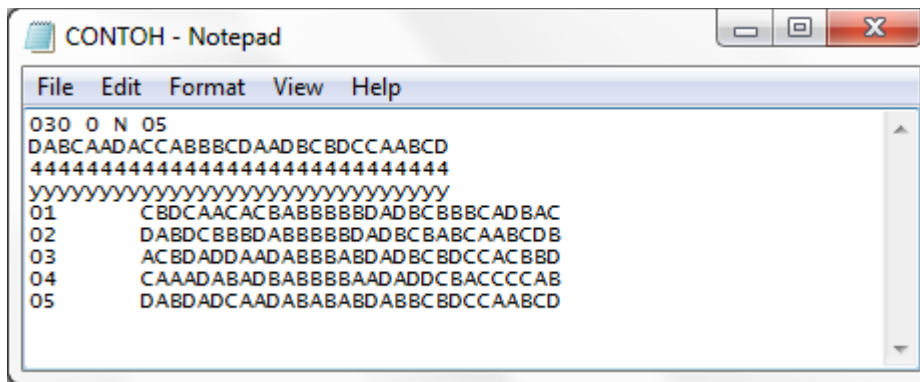 CONTOH - Notepad
File Edit Format View Help
030 O N 05
DABCAADACCABBBCDAADBCBDCCAABCD
444444444444444444444444444444
yyyyyyyyyyyyyyyyyyyyyyyyyyyyyy
01 CBDCAACACBABBBBBDADBCBBBCADBAC
02 DABDCBBBDABBBBBDADBCBABCAABCDB
03 ACBDADDAADABBBABDADBCBDCCACBBD
04 CAAADABADBABBBBAADADDCBACCCCAB
05 DABDADCAADABABABDABBCBDCCAABCD